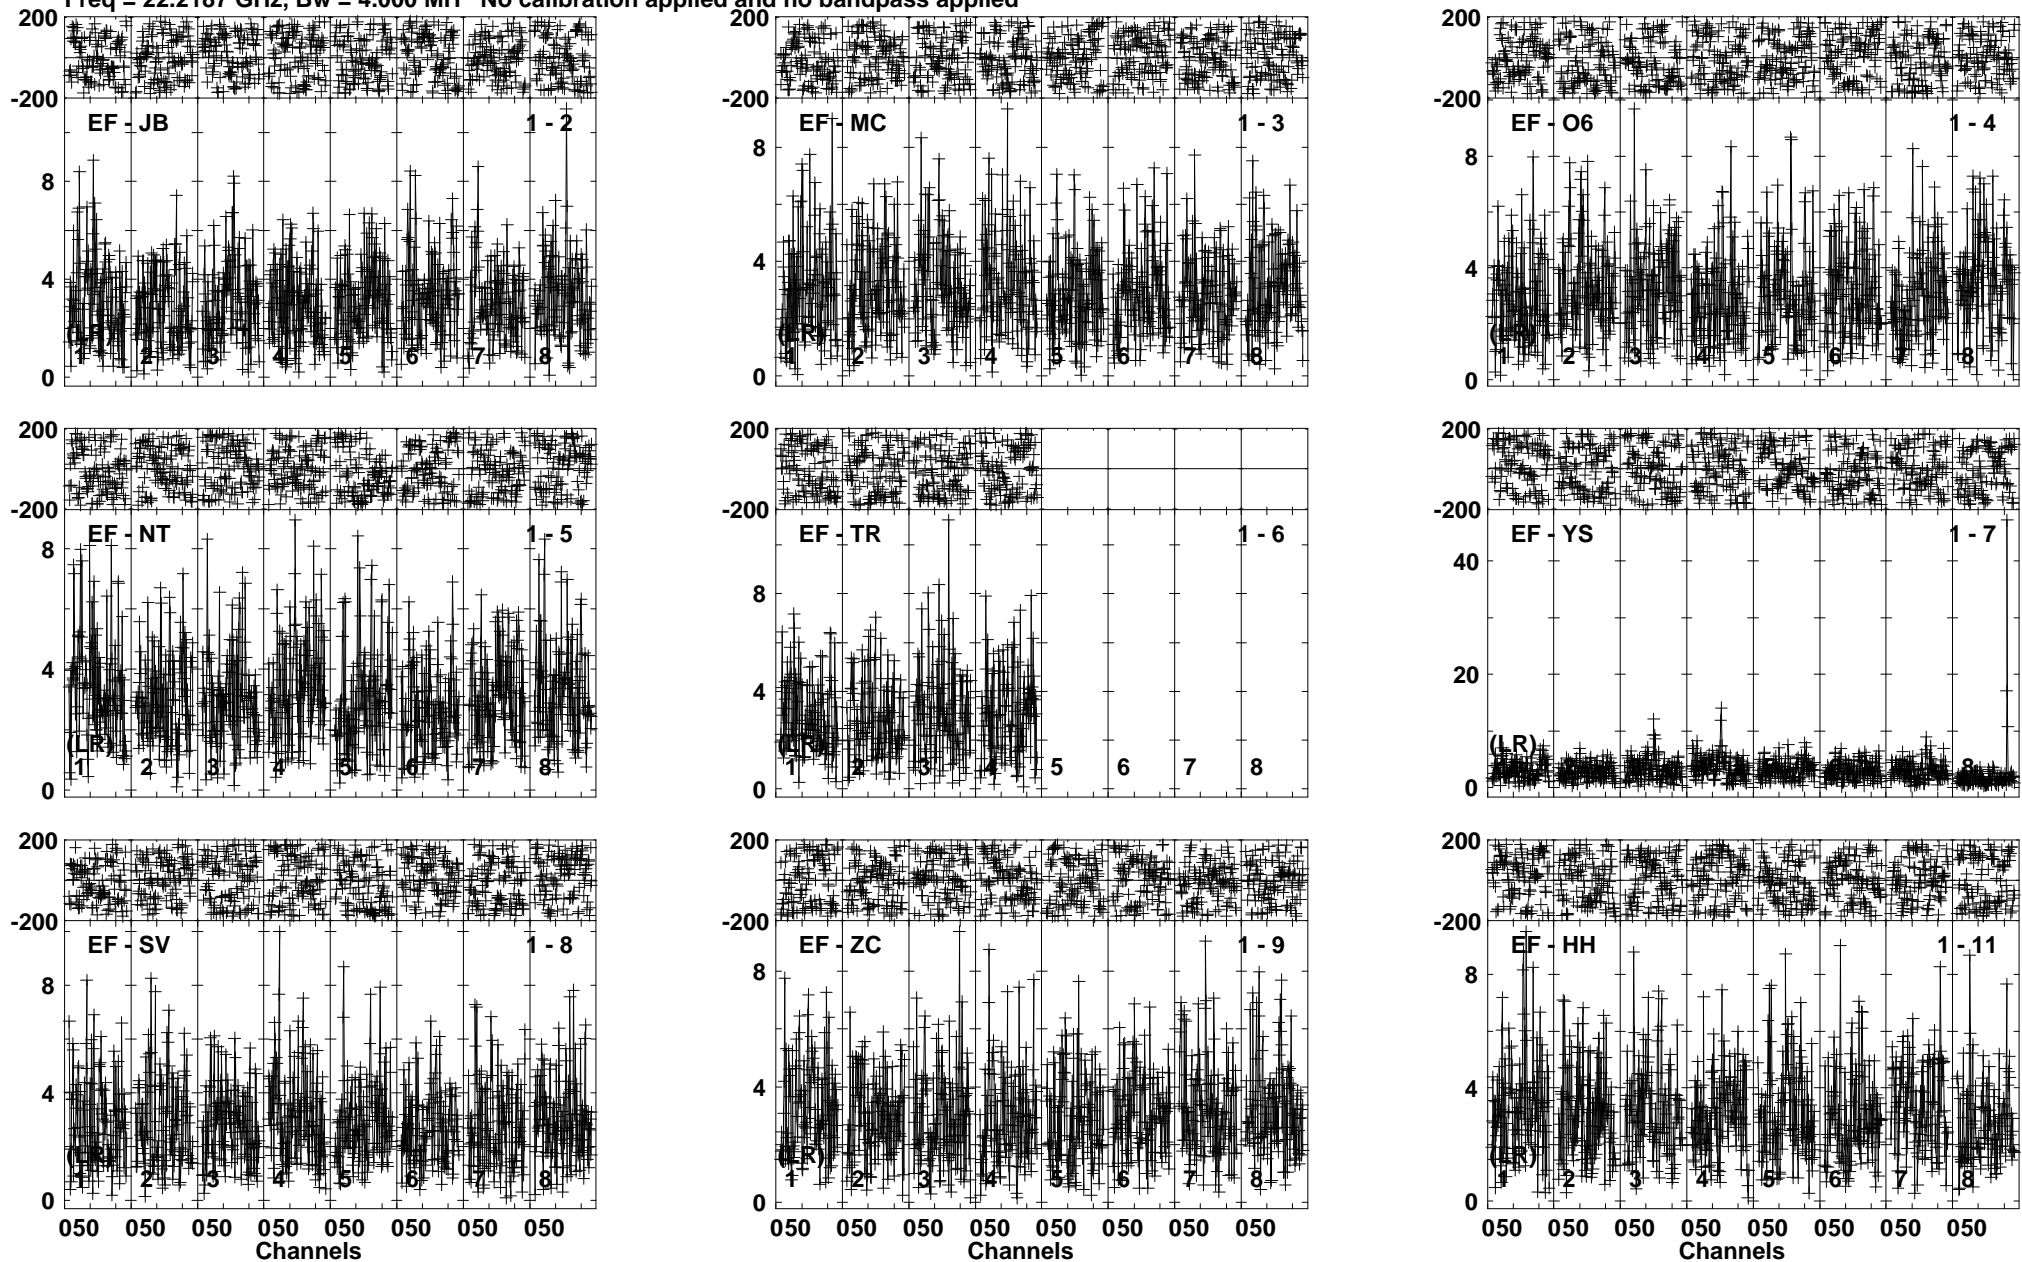 Freq = 22.2187 GHz, Bw = 4.000 MH No calibration applied and no bandpass applied
200 200 200
-200 -200 -200
EF - JB 1 - 2 EF - MC 1 - 3 EF - O6 1 - 4
8 8 8
4 4 4
(LR) (LR) (LR)
1 2 3 4 5 6 7 8 1 2 3 4 5 6 7 8 1 2 3 4 5 6 7 8
0 0 0
200 200 200
-200 -200 -200
EF - NT 1 - 5 EF - TR 1 - 6 EF - YS 1 - 7
8 8 40
4 4 20
(LR) (LR) (LR)
1 2 3 4 5 6 7 8 1 2 3 4 5 6 7 8 8
0 0 0
200 200 200
-200 -200 -200
EF - SV 1 - 8 EF - ZC 1 - 9 EF - HH 1 - 11
8 8 8
4 4 4
(LR) (LR) (LR)
1 2 3 4 5 6 7 8 1 2 3 4 5 6 7 8 1 2 3 4 5 6 7 8
0 0 0
050 050 050 050 050 050 050 050 050 050 050 050 050 050 050 050 050 050 050 050 050 050 050 050
Channels Channels Channels